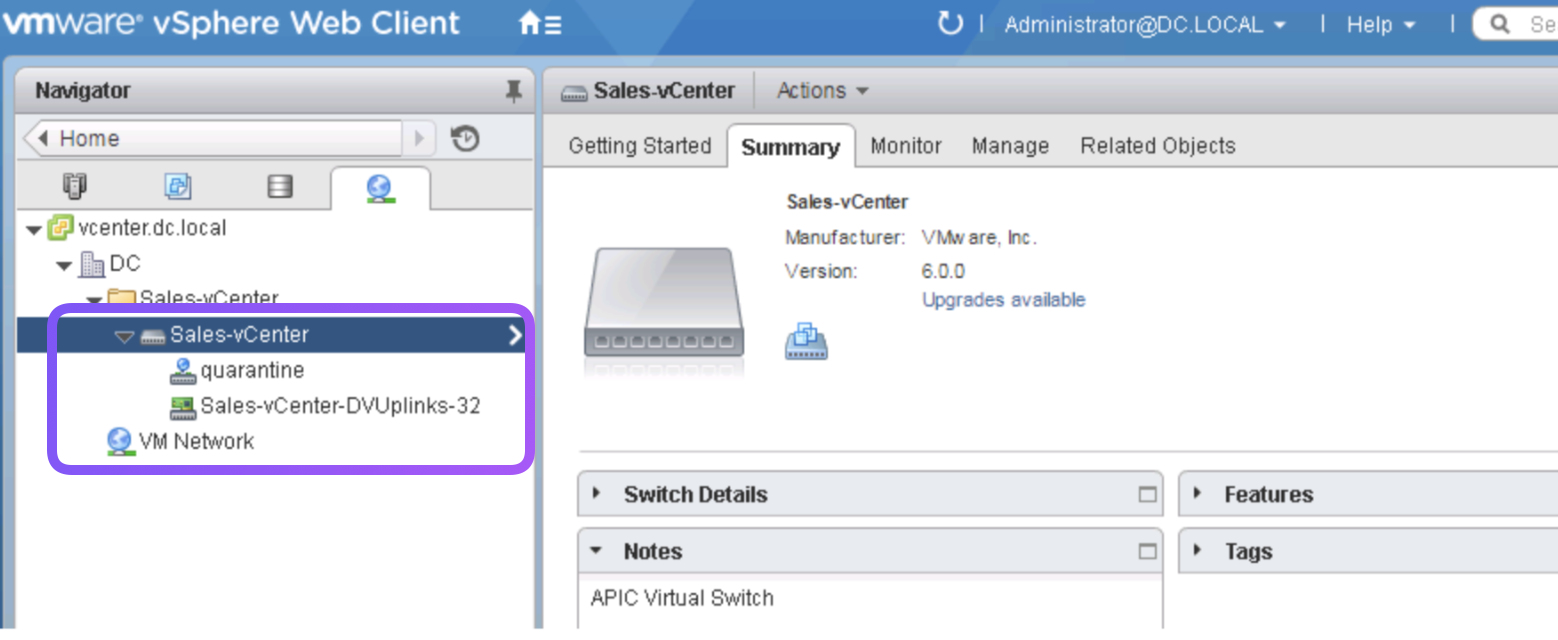 vmware® vSphere Web Client
Administrator@DC.LOCAL
Help
Se
Navigator
Home
vcenter.dc.local
DC
Sales-vCenter
Sales-vCenter
quarantine
Sales-vCenter-DVUplinks-32
VM Network
Sales-vCenter
Actions
Getting Started
Summary
Monitor
Manage
Related Objects
Sales-vCenter
Manufacturer: VMware, Inc.
Version: 6.0.0
Upgrades available
Switch Details
Features
Notes
Tags
APIC Virtual Switch